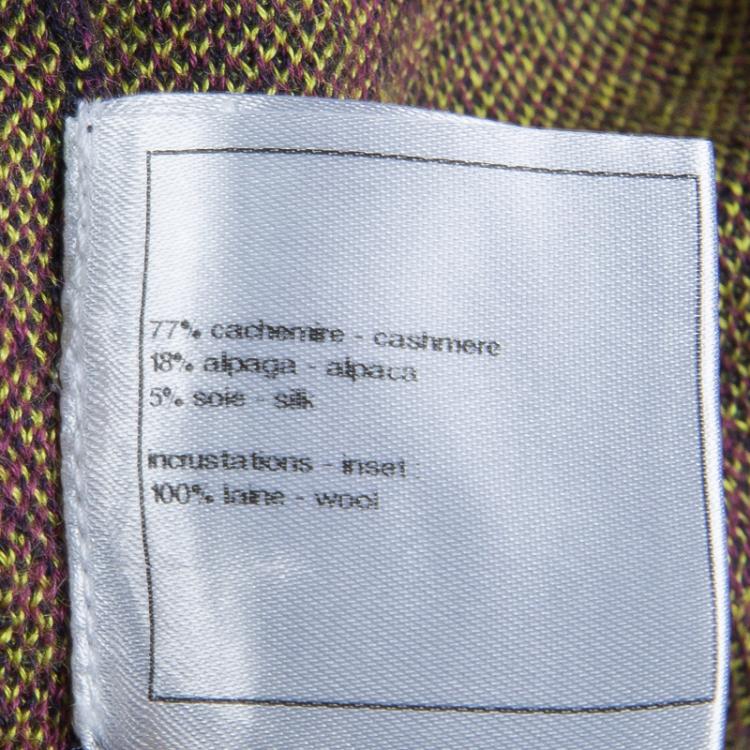 77% cachemire - cashmere
18% alpaga - alpaca
5% soie - silk
incrustations - inset :
100% laine - wool